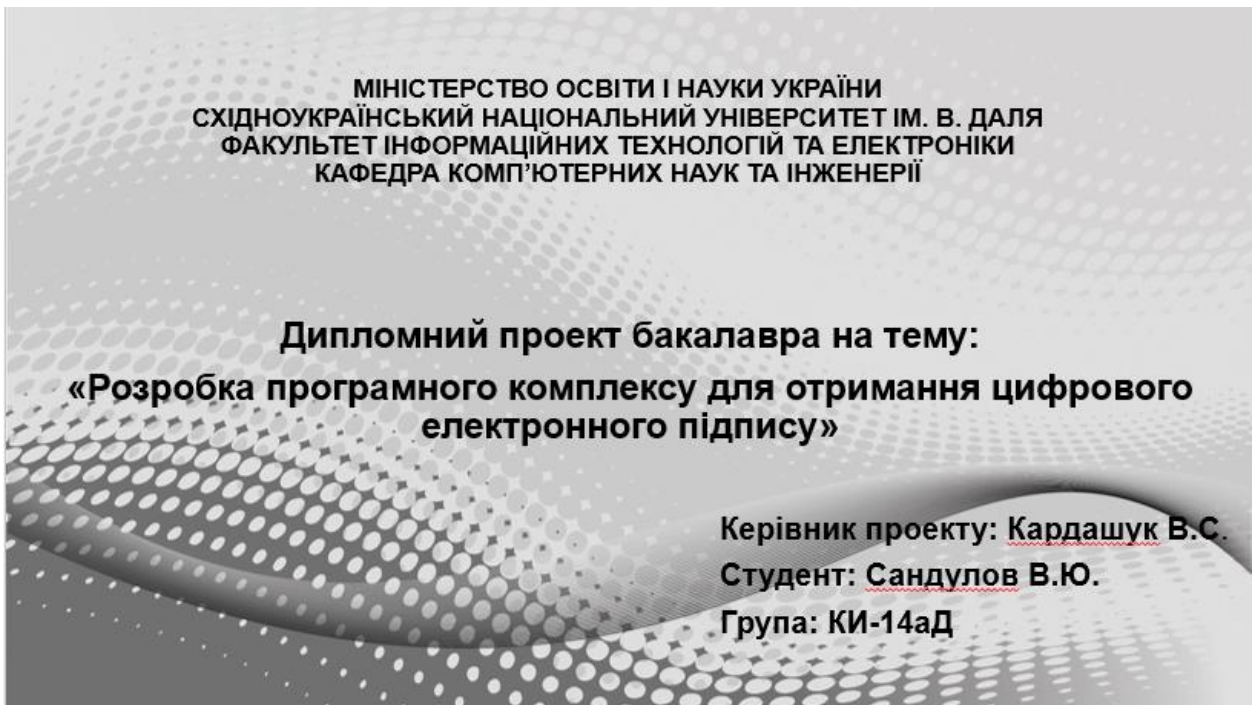 МІНІСТЕРСТВО ОСВІТИ І НАУКИ УКРАЇНИ
СХІДНОУКРАЇНСЬКИЙ НАЦІОНАЛЬНИЙ УНІВЕРСИТЕТ ІМ. В. ДАЛЯ
ФАКУЛЬТЕТ ІНФОРМАЦІЙНИХ ТЕХНОЛОГІЙ ТА ЕЛЕКТРОНІКИ
КАФЕДРА КОМП’ЮТЕРНИХ НАУК ТА ІНЖЕНЕРІЇ
Дипломний проект бакалавра на тему:
«Розробка програмного комплексу для отримання цифрового
електронного підпису»
Керівник проекту: Кардашук В.С.
Студент: Сандулов В.Ю.
Група: КИ-14аД